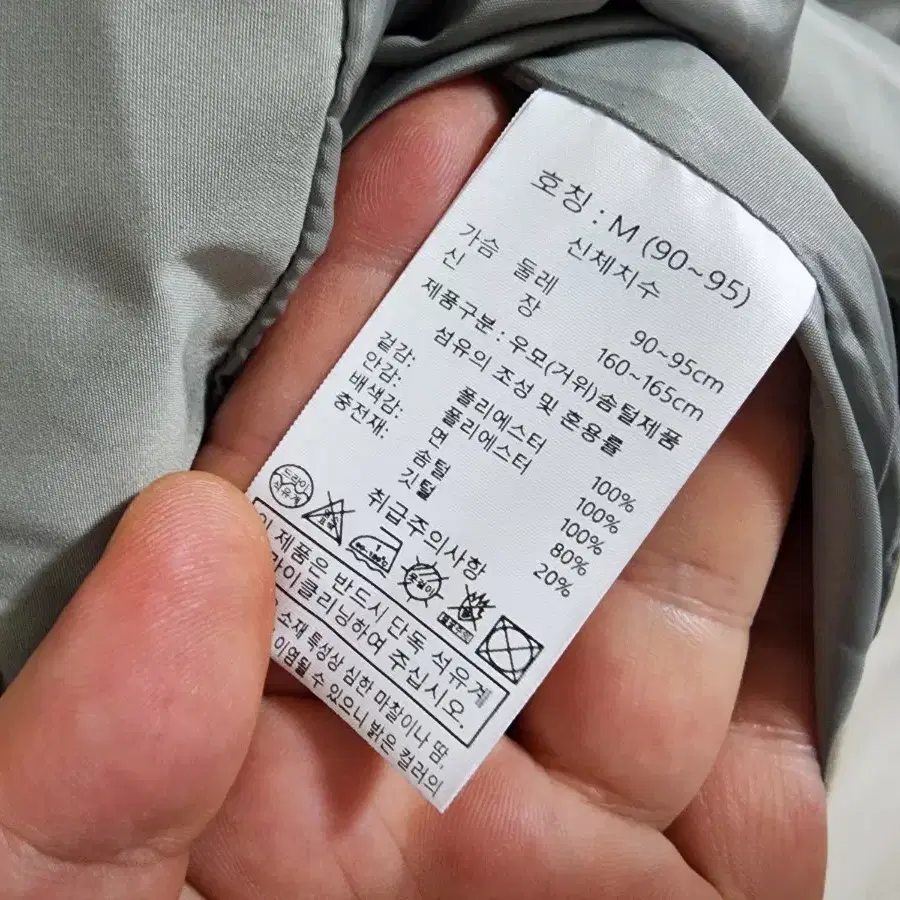 호칭 : M (90~95)
신체치수
가슴 둘레 90~95cm
신 장 160~165cm
제품구분 : 우모(거위)솜털제품
섬유의 조성 및 혼용률
겉감: 폴리에스터 100%
안감: 폴리에스터 100%
배색감: 면 100%
충전재: 솜털 80%
깃털 20%
취급주의사항
드라이
석유계
1
옷걸이
제품은 반드시 단독 석유계
클리닝하여 주십시오.
소재 특성상 심한 마찰이나 땀,
이염될 수 있으니 밝은 컬러의